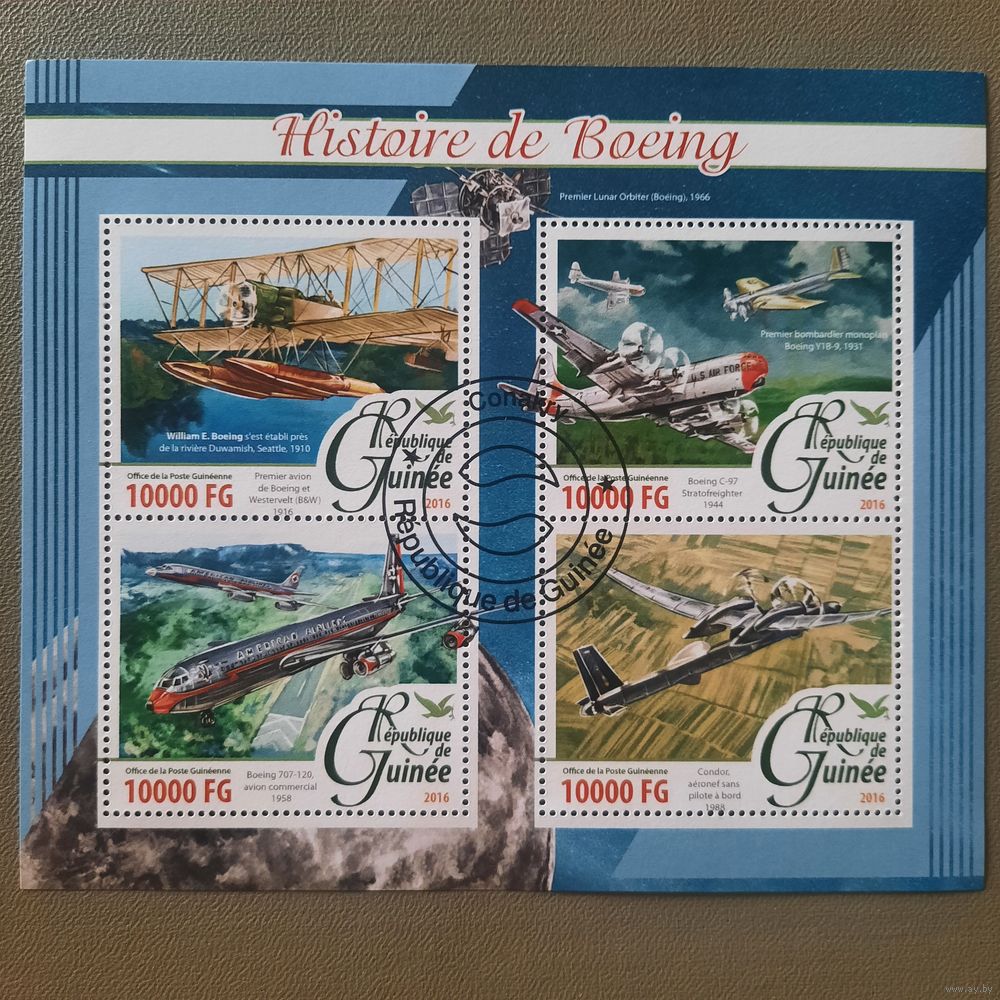 Histoire de Boeing
Premier Lunar Orbiter (Boeing), 1966
William E. Boeing s'est établi près
de la rivière Duwamish, Seattle, 1910
Office de la Poste Guinéenne
10000 FG
Premier avion
de Boeing et
Westervelt (B&W)
1916
République
de
Guinée
2016
Premier bombardier monoplan
Boeing Y1B-9, 1931
U.S. AIR FORCE
Office de la Poste Guinéenne
10000 FG
Boeing C-97
Stratofreighter
1944
République
de
Guinée
2016
Conakry
République de Guinée
AMERICAN AIRLINES
AMERICAN AIRLINES
Office de la Poste Guinéenne
10000 FG
Boeing 707-120,
avion commercial
1958
République
de
Guinée
2016
Office de la Poste Guinéenne
10000 FG
Condor,
aéronef sans
pilote à bord
1988
République
de
Guinée
2016
www.ay.by